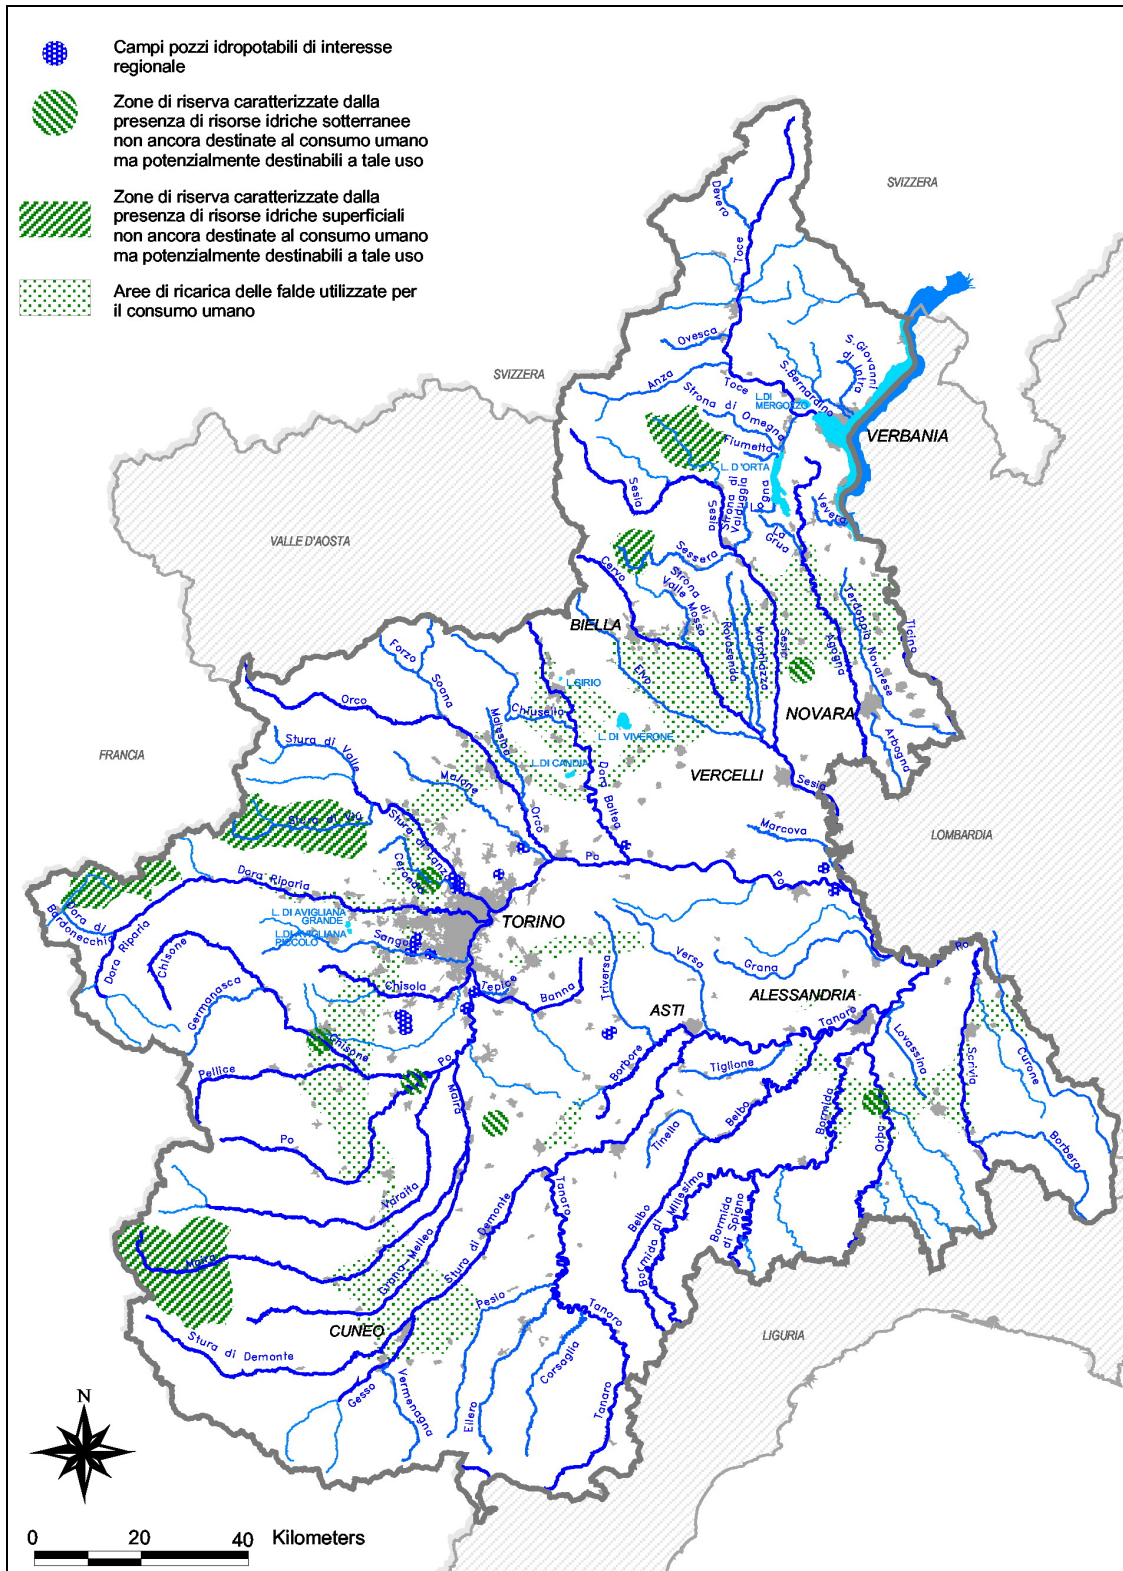 Campi pozzi idropotabili di interesse
regionale
Zone di riserva caratterizzate dalla
presenza di risorse idriche sotterranee
non ancora destinate al consumo umano
ma potenzialmente destinabili a tale uso
Zone di riserva caratterizzate dalla
presenza di risorse idriche superficiali
non ancora destinate al consumo umano
ma potenzialmente destinabili a tale uso
Aree di ricarica delle falde utilizzate per
il consumo umano
SVIZZERA
Devero
Toce
Ovesca
S.Giovanni
di Intra
SVIZZERA
Anza
Toce
S.Bernardino
L.DI
MERGOZZO
Strona di Omegna
VERBANIA
Fiumetta
L. D'ORTA
Sesia
Sesia
Strona di
Valduggia
Lagna
Vevera
La
Grua
VALLE D'AOSTA
Sessera
Cervo
Strona di
Valle Mossa
Terdoppio Novarese
BIELLA
Rovasenda
Marchiazza
Sesia
Agogna
Ticino
Elvo
Forzo
Soana
Orco
L.SIRIO
Chiusella
Malesina
NOVARA
L. DI VIVERONE
Stura di Valle
FRANCIA
Malone
L.DI CANDIA
Dora Baltea
VERCELLI
Arbogna
Sesia
Orco
Stura di Viù
Stura di Lanzo
Marcova
LOMBARDIA
Ceronda
Po
Dora Riparia
Po
Dora di
Bardonecchia
L. DI AVIGLIANA
GRANDE
TORINO
L.DI AVIGLIANA
PICCOLO
Sangone
Dora Riparia
Chisone
Versa
Grana
Po
Triversa
Germanasca
Chisola
Tepice
Banna
ASTI
ALESSANDRIA
Tanaro
Chisone
Lovassina
Scrivia
Curone
Po
Pellice
Maira
Borbore
Tiglione
Belbo
Bormida
Orba
Borbera
Po
Tinella
Varaita
Tanaro
Belbo
Bormida di Millesimo
Bormida
di Spigno
Maira
Grana-Mellea
Stura di Demonte
Pesio
Tanaro
CUNEO
LIGURIA
Stura di Demonte
Corsaglia
Gesso
Vermenagna
Ellero
Tanaro
N
0 20 40 Kilometers